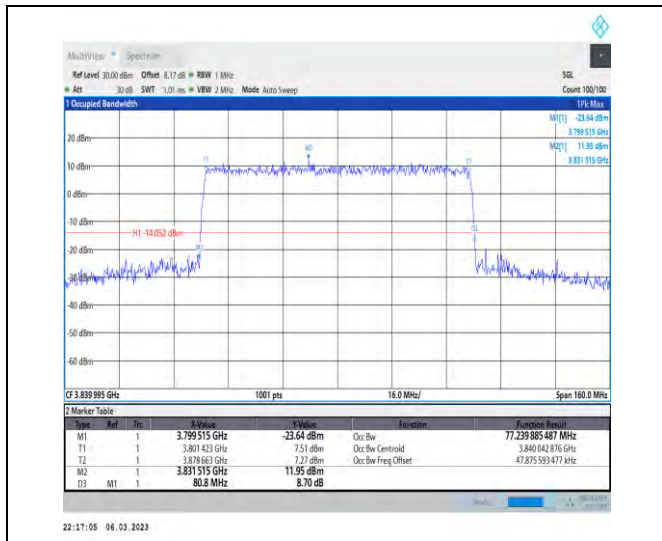 MultiView Spectrum
Ref Level 30.00 dBm Offset 8.17 dB RBW 1 MHz SGL
Att 30 dB SWT 1.01 ms VBW 2 MHz Mode Auto Sweep Count 100/100
1 Occupied Bandwidth 1Pk Max
M1[1] -23.64 dBm
3.799 515 GHz
M2[1] 11.95 dBm
3.831 515 GHz
20 dBm
M2
T1
T2
10 dBm
0 dBm
-10 dBm
H1 -14.052 dBm
D3
M1
-20 dBm
-30 dBm
-40 dBm
-50 dBm
-60 dBm
CF 3.839 995 GHz 1001 pts 16.0 MHz/ Span 160.0 MHz
2 Marker Table
Type Ref Trc X-Value Y-Value Function Function Result
M1 1 3.799 515 GHz -23.64 dBm Occ Bw 77.239 885 487 MHz
T1 1 3.801 423 GHz 7.51 dBm Occ Bw Centroid 3.840 042 876 GHz
T2 1 3.878 663 GHz 7.27 dBm Occ Bw Freq Offset 47.875 593 477 kHz
M2 1 3.831 515 GHz 11.95 dBm
D3 M1 1 80.8 MHz 8.70 dB
22:17:05 06.03.2023